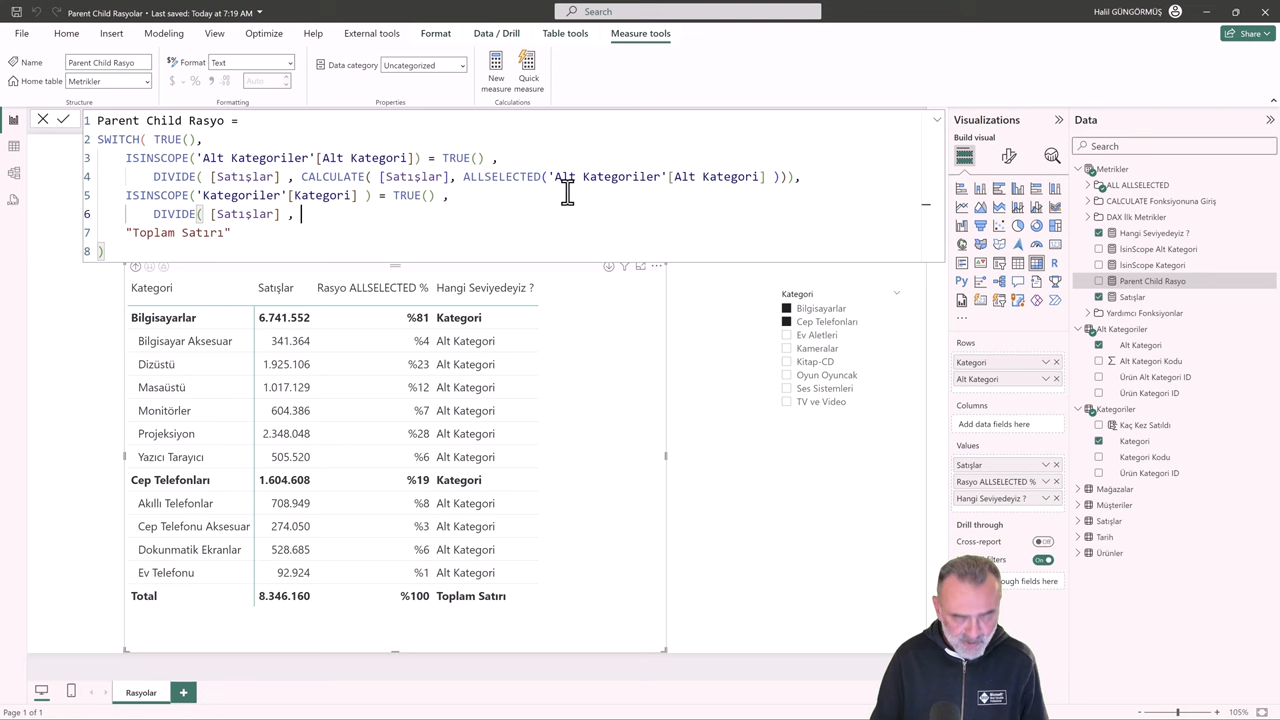 Parent Child Rasyolar • Last saved: Today at 7:19 AM
Search
Halil GÜNGÖRMÜŞ
File Home Insert Modeling View Optimize Help External tools Format Data / Drill Table tools Measure tools
Share
Name Parent Child Rasyo
Format Text
Data category Uncategorized
New measure
Quick measure
Home table Metrikler
$ % Auto
Structure Formatting Properties Calculations
1 Parent Child Rasyo =
2 SWITCH( TRUE(),
3 ISINSCOPE('Alt Kategoriler'[Alt Kategori]) = TRUE() ,
4 DIVIDE( [Satışlar] , CALCULATE( [Satışlar], ALLSELECTED('Alt Kategoriler'[Alt Kategori] ))),
5 ISINSCOPE('Kategoriler'[Kategori] ) = TRUE() ,
6 DIVIDE( [Satışlar] ,
7 "Toplam Satırı"
8 )
Kategori Satışlar Rasyo ALLSELECTED % Hangi Seviyedeyiz ?
Bilgisayarlar 6.741.552 %81 Kategori
Bilgisayar Aksesuar 341.364 %4 Alt Kategori
Dizüstü 1.925.106 %23 Alt Kategori
Masaüstü 1.017.129 %12 Alt Kategori
Monitörler 604.386 %7 Alt Kategori
Projeksiyon 2.348.048 %28 Alt Kategori
Yazıcı Tarayıcı 505.520 %6 Alt Kategori
Cep Telefonları 1.604.608 %19 Kategori
Akıllı Telefonlar 708.949 %8 Alt Kategori
Cep Telefonu Aksesuar 274.050 %3 Alt Kategori
Dokunmatik Ekranlar 528.685 %6 Alt Kategori
Ev Telefonu 92.924 %1 Alt Kategori
Total 8.346.160 %100 Toplam Satırı
Kategori
Bilgisayarlar
Cep Telefonları
Ev Aletleri
Kameralar
Kitap-CD
Oyun Oyuncak
Ses Sistemleri
TV ve Video
Visualizations
Build visual
Rows
Kategori
Alt Kategori
Columns
Add data fields here
Values
Satışlar
Rasyo ALLSELECTED %
Hangi Seviyedeyiz ?
Drill through
Cross-report Off
filters On
ough fields here
Data
Search
Metrikler
ALL ALLSELECTED
CALCULATE Fonksiyonuna Giriş
DAX İlk Metrikler
Hangi Seviyedeyiz ?
İsinScope Alt Kategori
İsinScope Kategori
Parent Child Rasyo
Satışlar
Yardımcı Fonksiyonlar
Alt Kategoriler
Alt Kategori
Alt Kategori Kodu
Ürün Alt Kategori ID
Ürün Kategori ID
Kategoriler
Kaç Kez Satıldı
Kategori
Kategori Kodu
Ürün Kategori ID
Mağazalar
Müşteriler
Satışlar
Tarih
Ürünler
Rasyolar
Page 1 of 1
105%